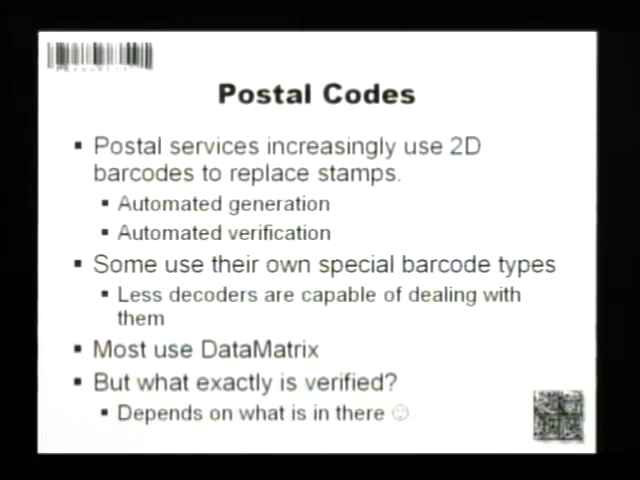 Postal Codes
▪ Postal services increasingly use 2D
barcodes to replace stamps.
▪ Automated generation
▪ Automated verification
▪ Some use their own special barcode types
▪ Less decoders are capable of dealing with
them
▪ Most use DataMatrix
▪ But what exactly is verified?
▪ Depends on what is in there ☺